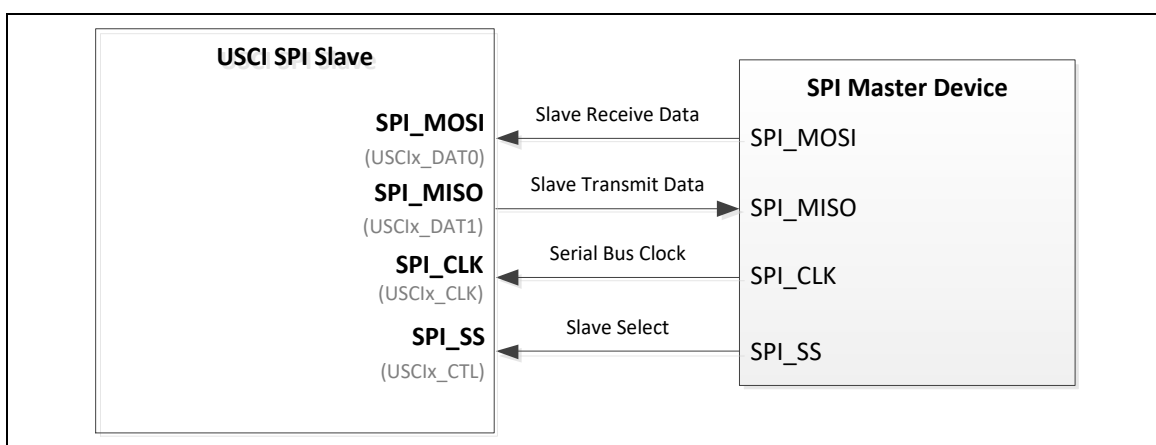 USCI SPI Slave
SPI Master Device
SPI_MOSI
(USCIx_DAT0)
Slave Receive Data
SPI_MOSI
SPI_MISO
(USCIx_DAT1)
Slave Transmit Data
SPI_MISO
SPI_CLK
(USCIx_CLK)
Serial Bus Clock
SPI_CLK
SPI_SS
(USCIx_CTL)
Slave Select
SPI_SS